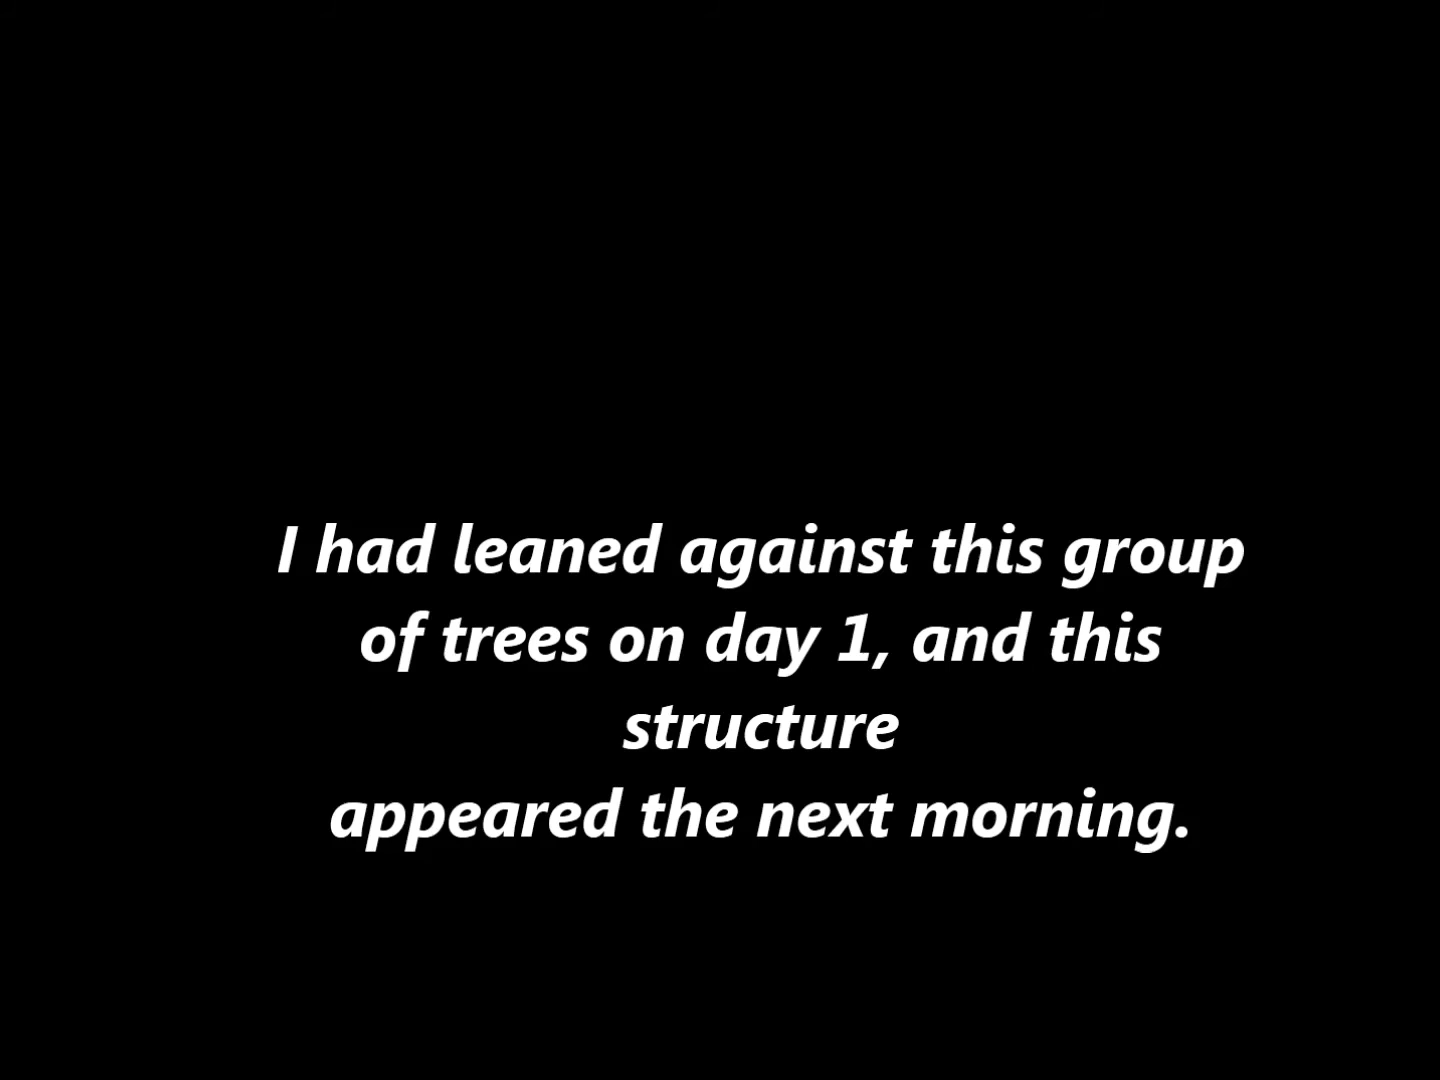 I had leaned against this group
of trees on day 1, and this
structure
appeared the next morning.